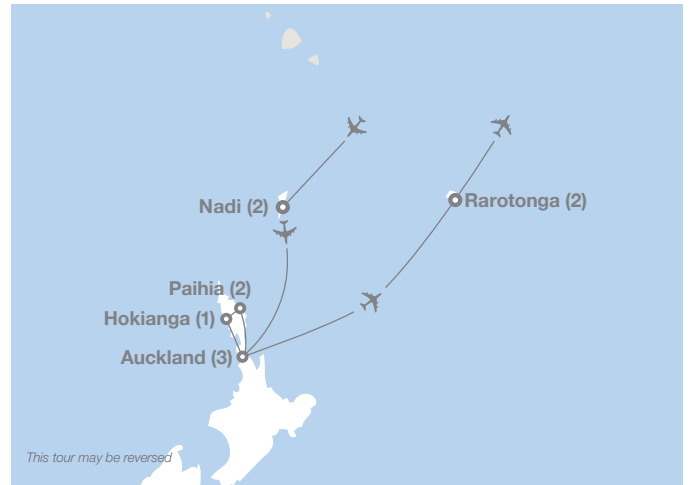 Nadi (2)
Rarotonga (2)
Paihia (2)
Hokianga (1)
Auckland (3)
This tour may be reversed